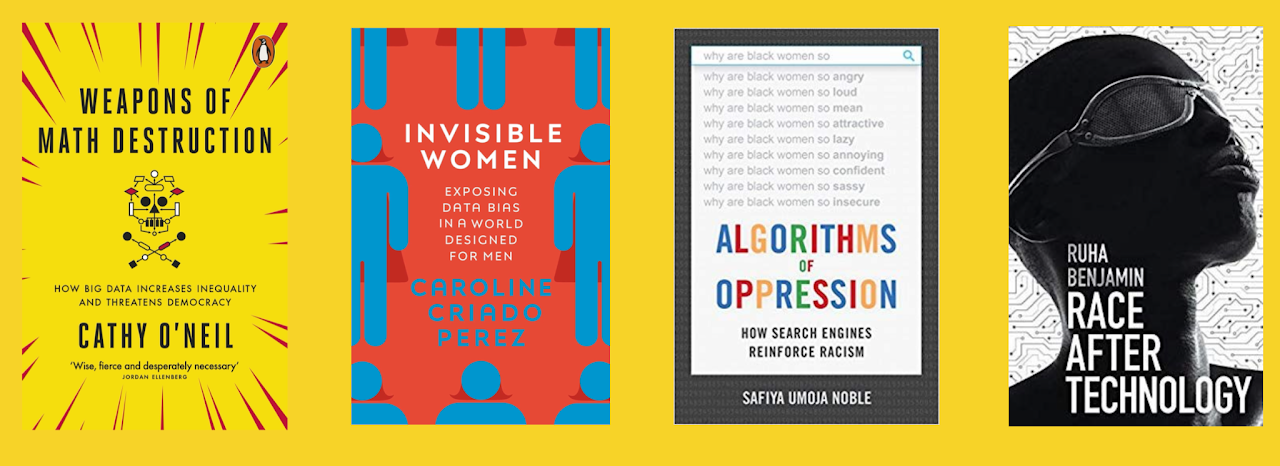 WEAPONS OF
MATH DESTRUCTION
HOW BIG DATA INCREASES INEQUALITY
AND THREATENS DEMOCRACY
CATHY O'NEIL
'Wise, fierce and desperately necessary'
JORDAN ELLENBERG
INVISIBLE
WOMEN
EXPOSING
DATA BIAS
IN A WORLD
DESIGNED
FOR MEN
CAROLINE
CRIADO
PEREZ
why are black women so
why are black women so angry
why are black women so loud
why are black women so mean
why are black women so attractive
why are black women so lazy
why are black women so annoying
why are black women so confident
why are black women so sassy
why are black women so insecure
ALGORITHMS
OF
OPPRESSION
HOW SEARCH ENGINES
REINFORCE RACISM
SAFIYA UMOJA NOBLE
RUHA
BENJAMIN
RACE
AFTER
TECHNOLOGY